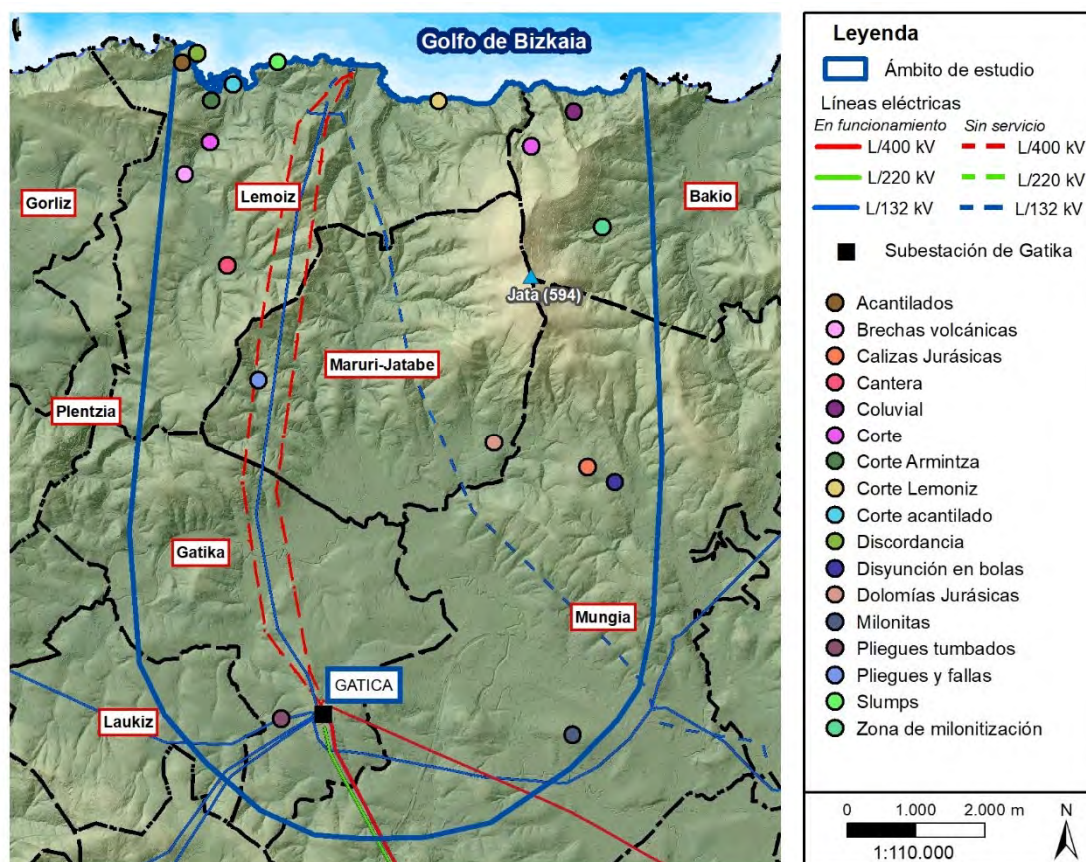 Golfo de Bizkaia
Gorliz
Lemoiz
Bakio
Jata (594)
Maruri-Jatabe
Plentzia
Gatika
Mungia
GATICA
Laukiz
Leyenda
Ámbito de estudio
Líneas eléctricas
En funcionamiento Sin servicio
L/400 kV L/400 kV
L/220 kV L/220 kV
L/132 kV L/132 kV
Subestación de Gatika
Acantilados
Brechas volcánicas
Calizas Jurásicas
Cantera
Coluvial
Corte
Corte Armintza
Corte Lemoniz
Corte acantilado
Discordancia
Disyunción en bolas
Dolomías Jurásicas
Milonitas
Pliegues tumbados
Pliegues y fallas
Slumps
Zona de milonitización
0 1.000 2.000 m
N
1:110.000